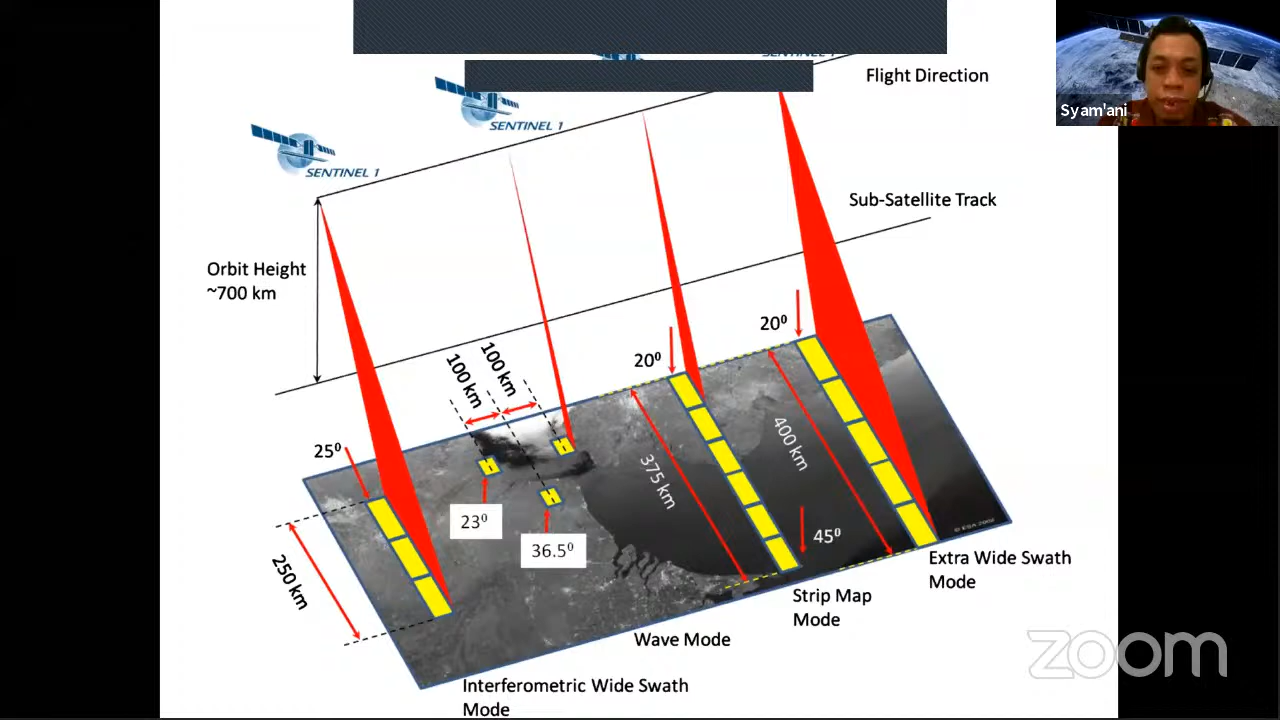 Flight Direction
Syam'ani
SENTINEL 1
SENTINEL 1
Sub-Satellite Track
Orbit Height
~700 km
20⁰
20⁰
100 km
100 km
25⁰
375 km
400 km
23⁰
36.5⁰
45⁰
© ESA 2002
250 km
Extra Wide Swath
Mode
Strip Map
Mode
Wave Mode
zoom
Interferometric Wide Swath
Mode